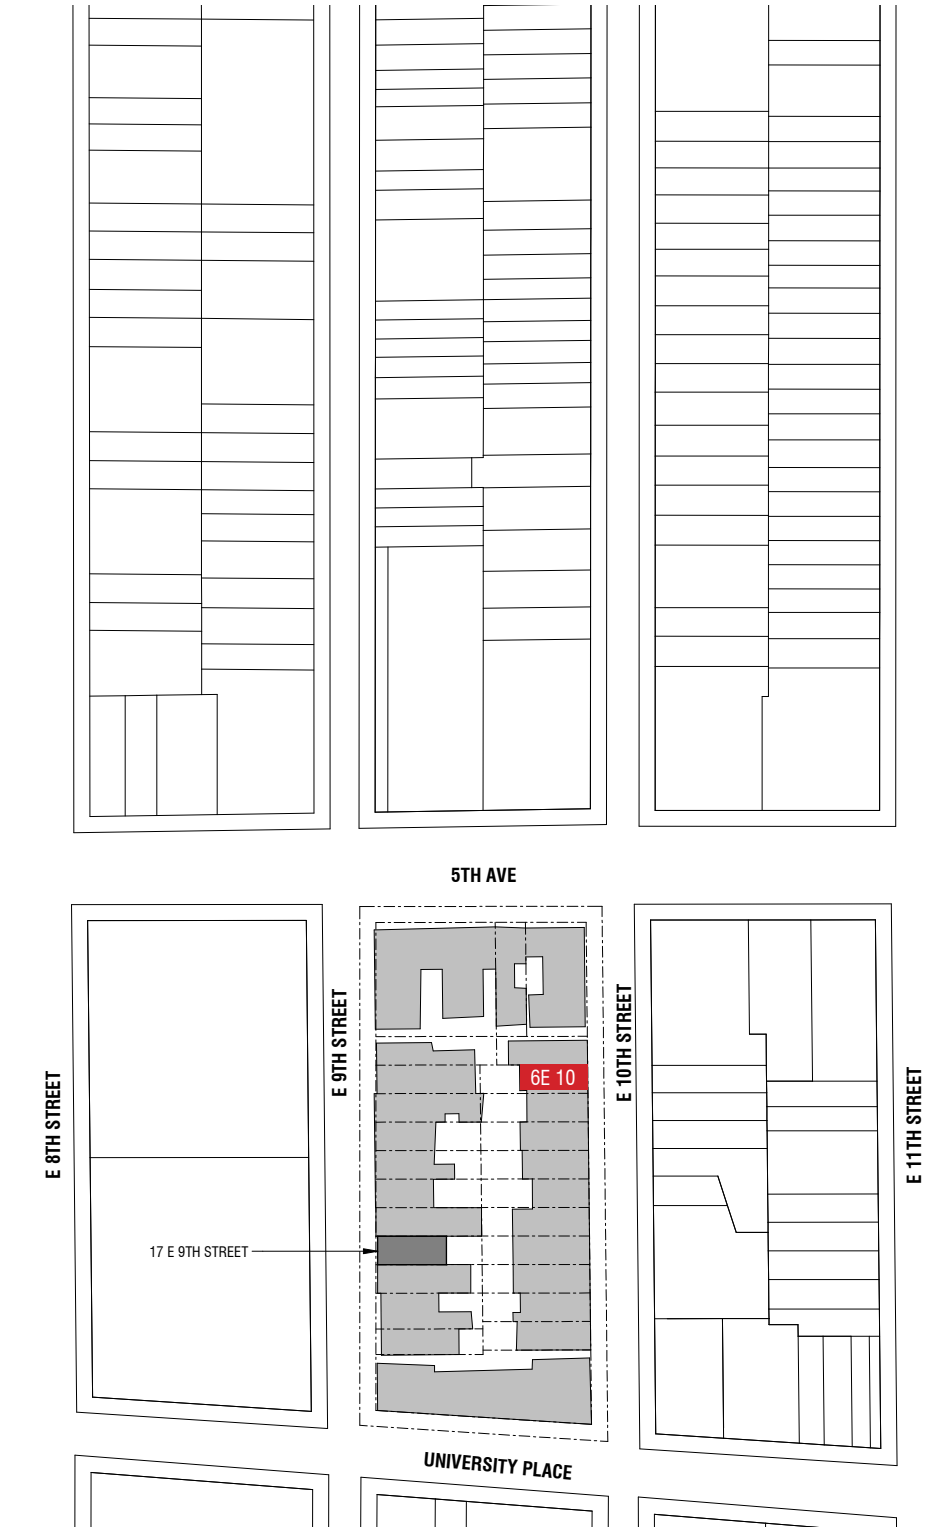 5TH AVE
E 9TH STREET
E 10TH STREET
6E 10
E 8TH STREET
E 11TH STREET
17 E 9TH STREET
UNIVERSITY PLACE